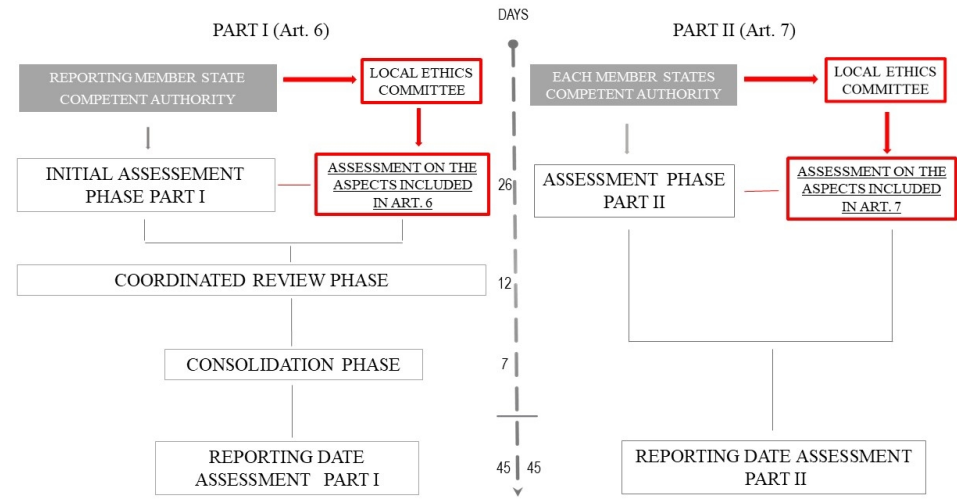 DAYS
PART I (Art. 6)
PART II (Art. 7)
REPORTING MEMBER STATE
COMPETENT AUTHORITY
LOCAL ETHICS
COMMITTEE
EACH MEMBER STATES
COMPETENT AUTHORITY
LOCAL ETHICS
COMMITTEE
INITIAL ASSESSEMENT
PHASE PART I
ASSESSMENT ON THE
ASPECTS INCLUDED
IN ART. 6
26
ASSESSMENT PHASE
PART II
ASSESSMENT ON THE
ASPECTS INCLUDED
IN ART. 7
COORDINATED REVIEW PHASE
12
CONSOLIDATION PHASE
7
REPORTING DATE
ASSESSMENT PART I
45
45
REPORTING DATE ASSESSMENT
PART II